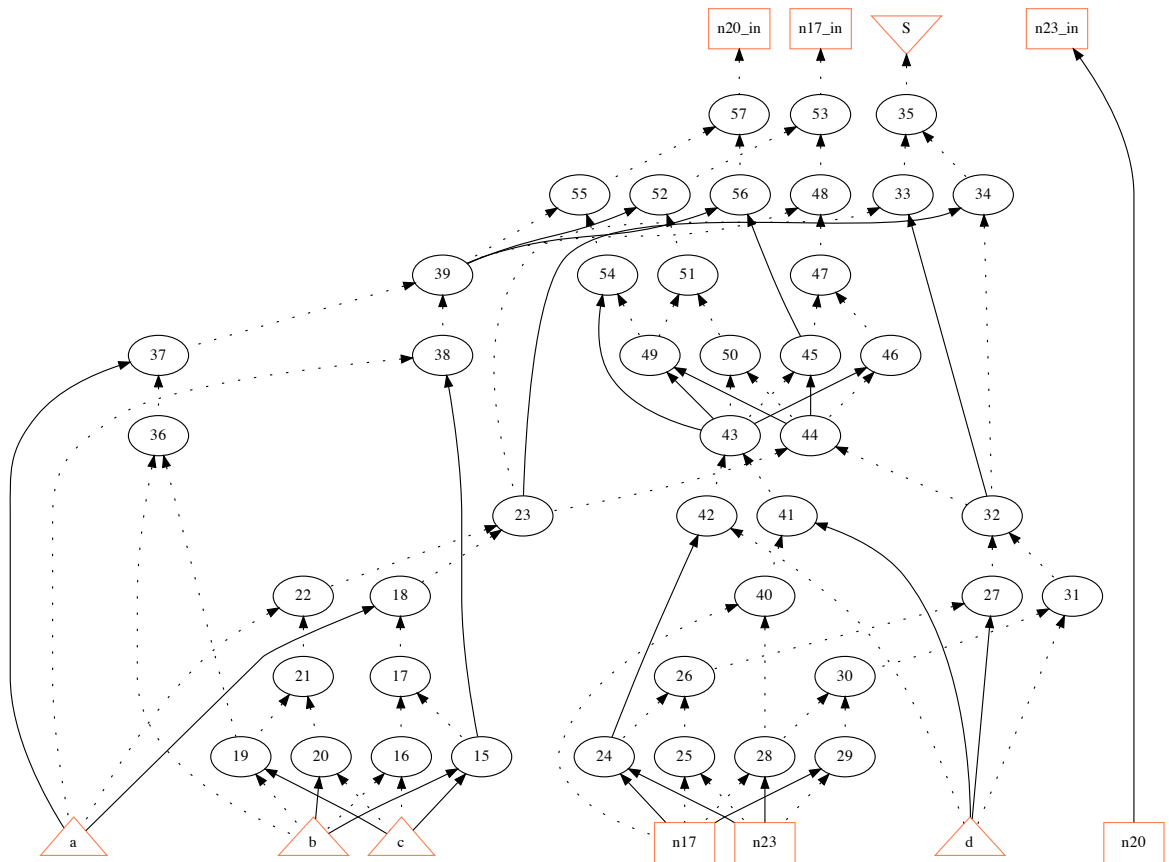 n20_in n17_in S n23_in
57 53 35
55 52 56 48 33 34
39 54 51 47
37 38 49 50 45 46
36 43 44
23 42 41 32
22 18 40 27 31
21 17 26 30
19 20 16 15 24 25 28 29
a b c n17 n23 d n20